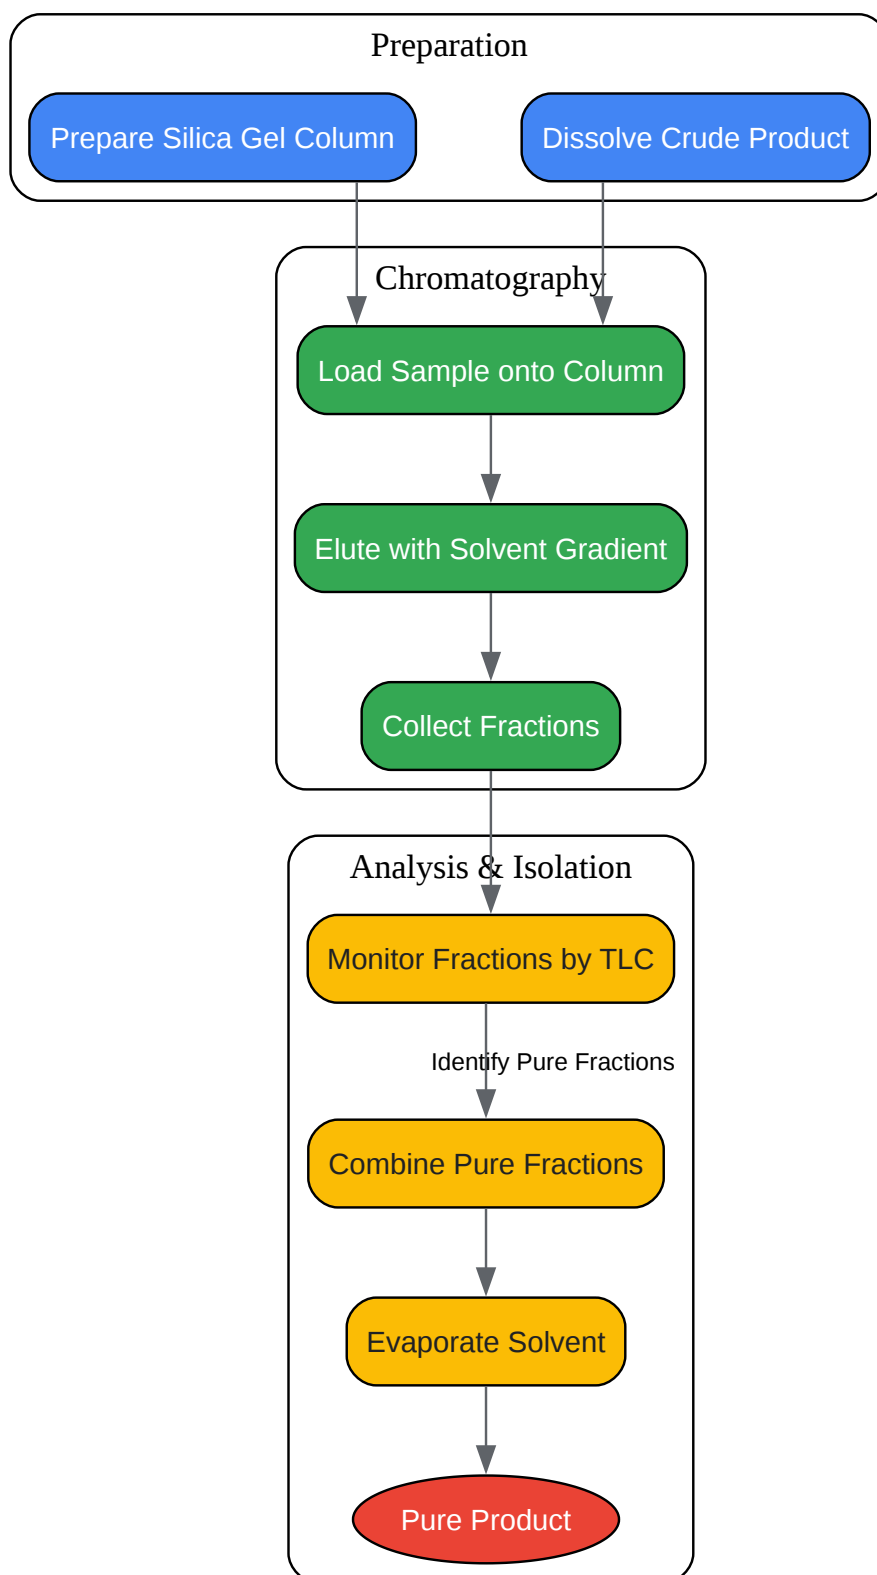 Preparation
Prepare Silica Gel Column
Dissolve Crude Product
Chromatography
Load Sample onto Column
Elute with Solvent Gradient
Collect Fractions
Analysis & Isolation
Monitor Fractions by TLC
Identify Pure Fractions
Combine Pure Fractions
Evaporate Solvent
Pure Product